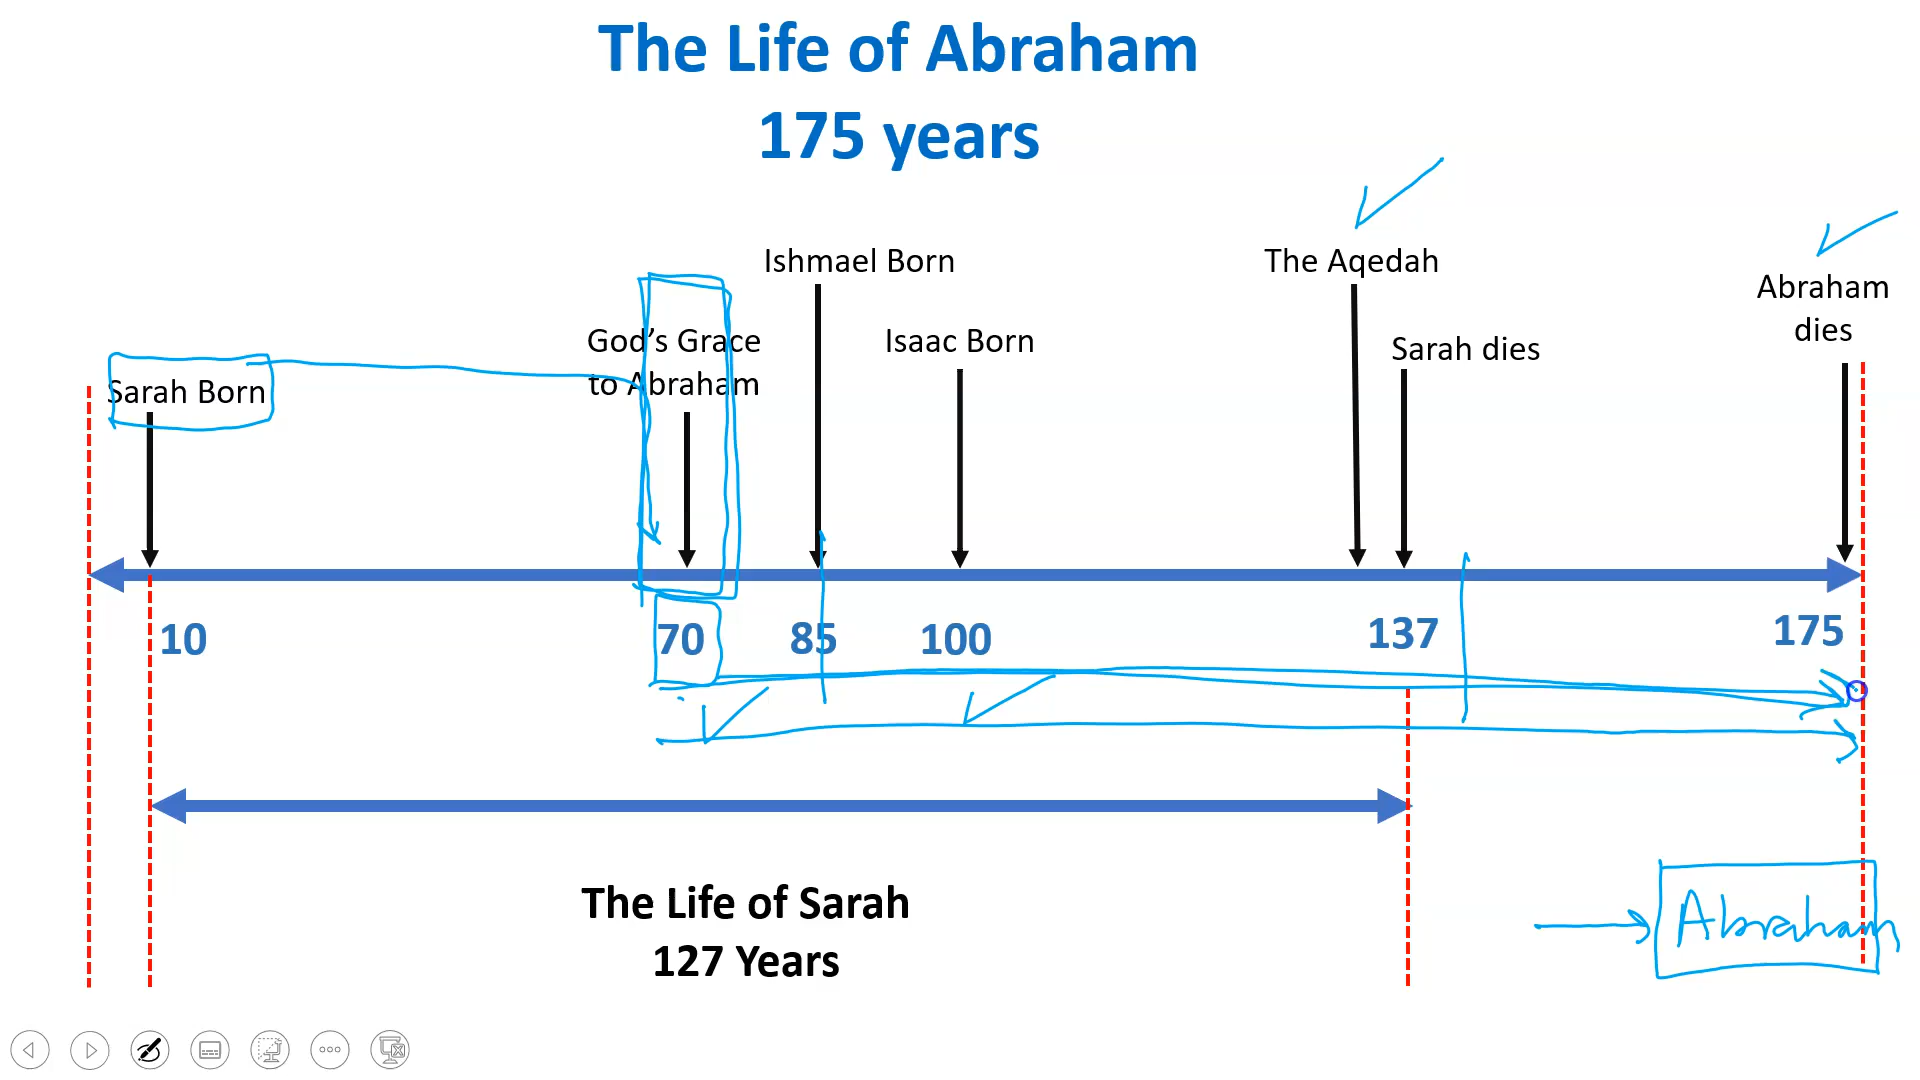 The Life of Abraham
175 years
Ishmael Born
The Aqedah
Abraham
dies
God's Grace
to Abraham
Isaac Born
Sarah dies
Sarah Born
10
70
85
100
137
175
The Life of Sarah
127 Years
Abraham